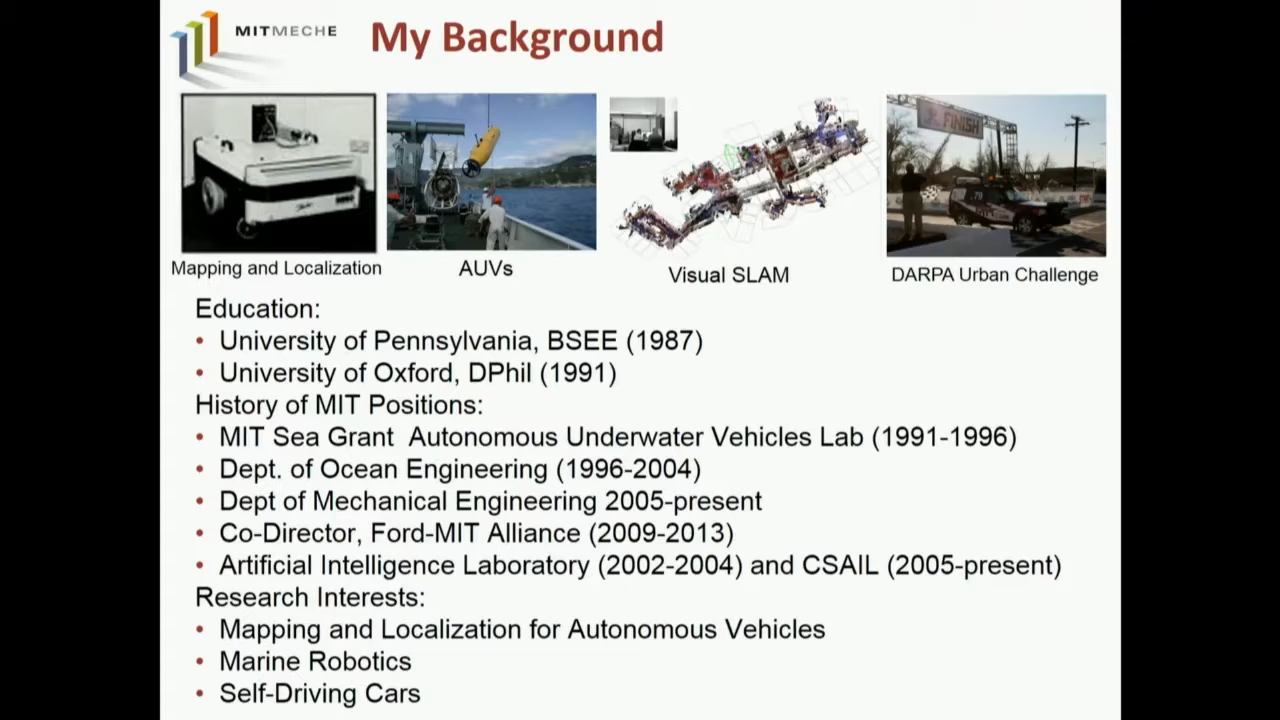 MITMECHE
My Background
FINISH
Mapping and Localization
AUVs
Visual SLAM
DARPA Urban Challenge
Education:
• University of Pennsylvania, BSEE (1987)
• University of Oxford, DPhil (1991)
History of MIT Positions:
• MIT Sea Grant Autonomous Underwater Vehicles Lab (1991-1996)
• Dept. of Ocean Engineering (1996-2004)
• Dept of Mechanical Engineering 2005-present
• Co-Director, Ford-MIT Alliance (2009-2013)
• Artificial Intelligence Laboratory (2002-2004) and CSAIL (2005-present)
Research Interests:
• Mapping and Localization for Autonomous Vehicles
• Marine Robotics
• Self-Driving Cars